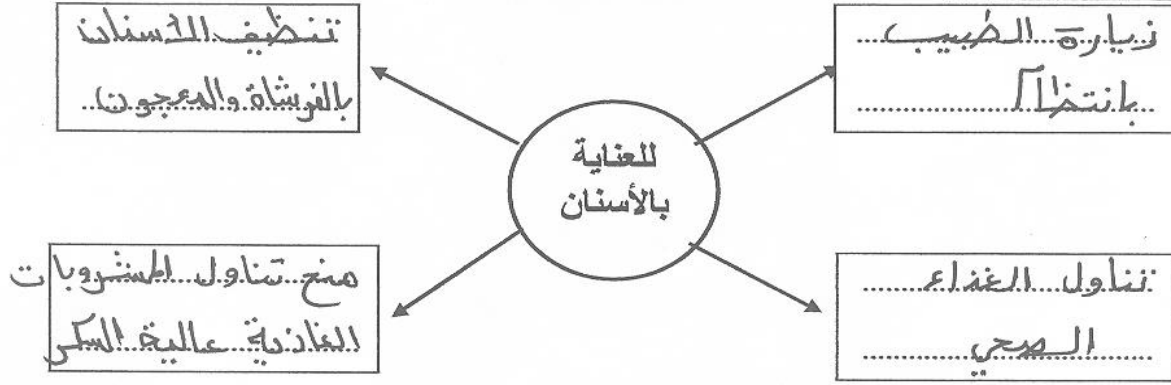 زيارة الطبيب
بانتظام
تنظيف الأسنان
بالفرشاة والمعجون
للعناية
بالأسنان
تناول الغذاء
الصحي
منع تناول المشروبات
الغازية عالية السكر